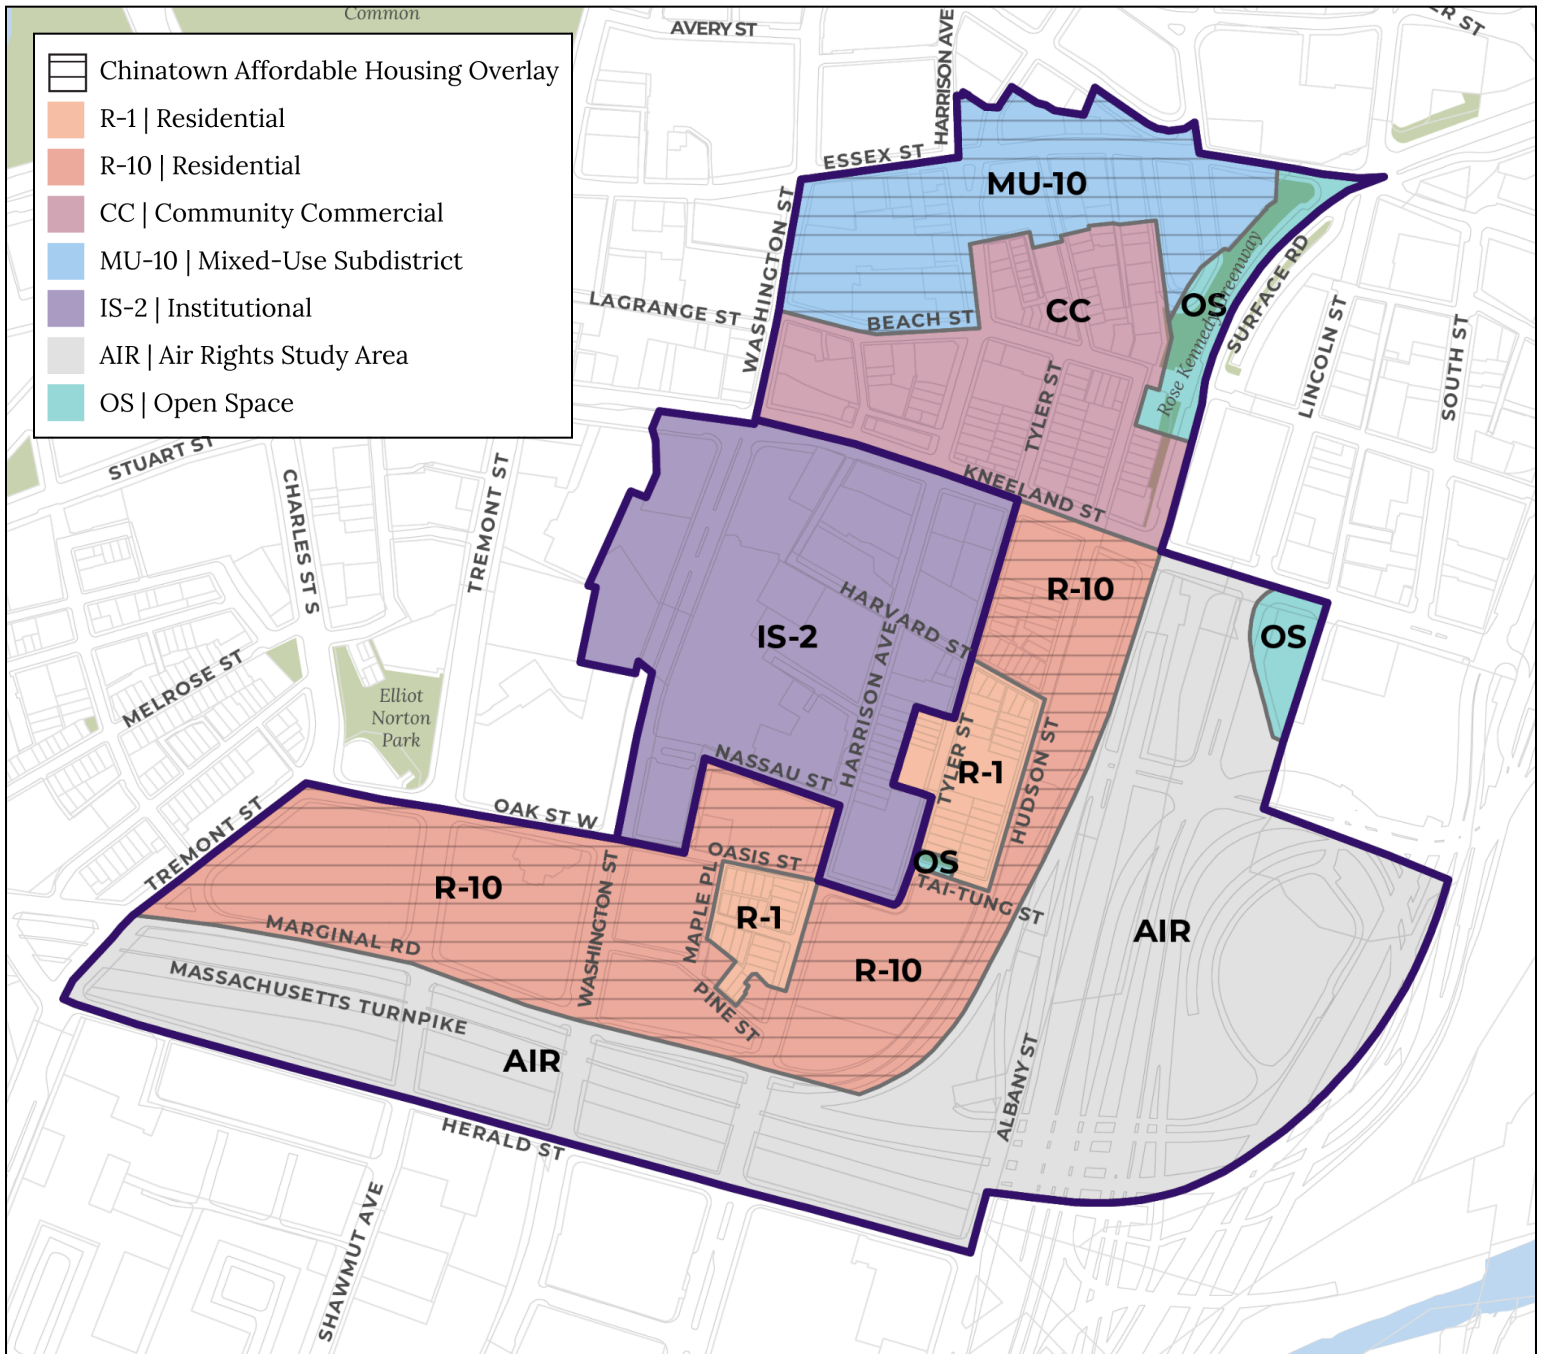 Common
AVERY ST
HARRISON AVE
ER ST
Chinatown Affordable Housing Overlay
R-1 | Residential
R-10 | Residential
CC | Community Commercial
MU-10 | Mixed-Use Subdistrict
IS-2 | Institutional
AIR | Air Rights Study Area
OS | Open Space
ESSEX ST
MU-10
WASHINGTON ST
LAGRANGE ST
BEACH ST
CC
OS
Rose Kennedy Greenway
SURFACE RD
LINCOLN ST
SOUTH ST
TYLER ST
KNEELAND ST
STUART ST
CHARLES ST S
TREMONT ST
R-10
HARVARD ST
IS-2
HARRISON AVE
OS
MELROSE ST
Elliot
Norton
Park
NASSAU ST
TYLER ST
R-1
HUDSON ST
TREMONT ST
OAK ST W
OASIS ST
OS
TAI-TUNG ST
R-10
WASHINGTON ST
MAPLE PL
R-1
AIR
MARGINAL RD
R-10
MASSACHUSETTS TURNPIKE
PINE ST
AIR
ALBANY ST
HERALD ST
SHAWMUT AVE